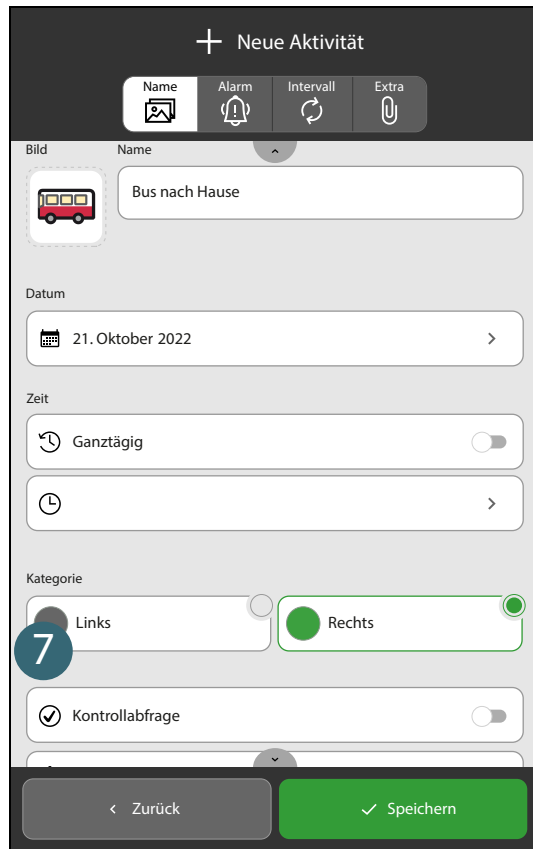 Neue Aktivität
Name Alarm Intervall Extra
Bild Name
Bus nach Hause
Datum
21. Oktober 2022
Zeit
Ganztägig
Kategorie
Links Rechts
7
Kontrollabfrage
Zurück Speichern